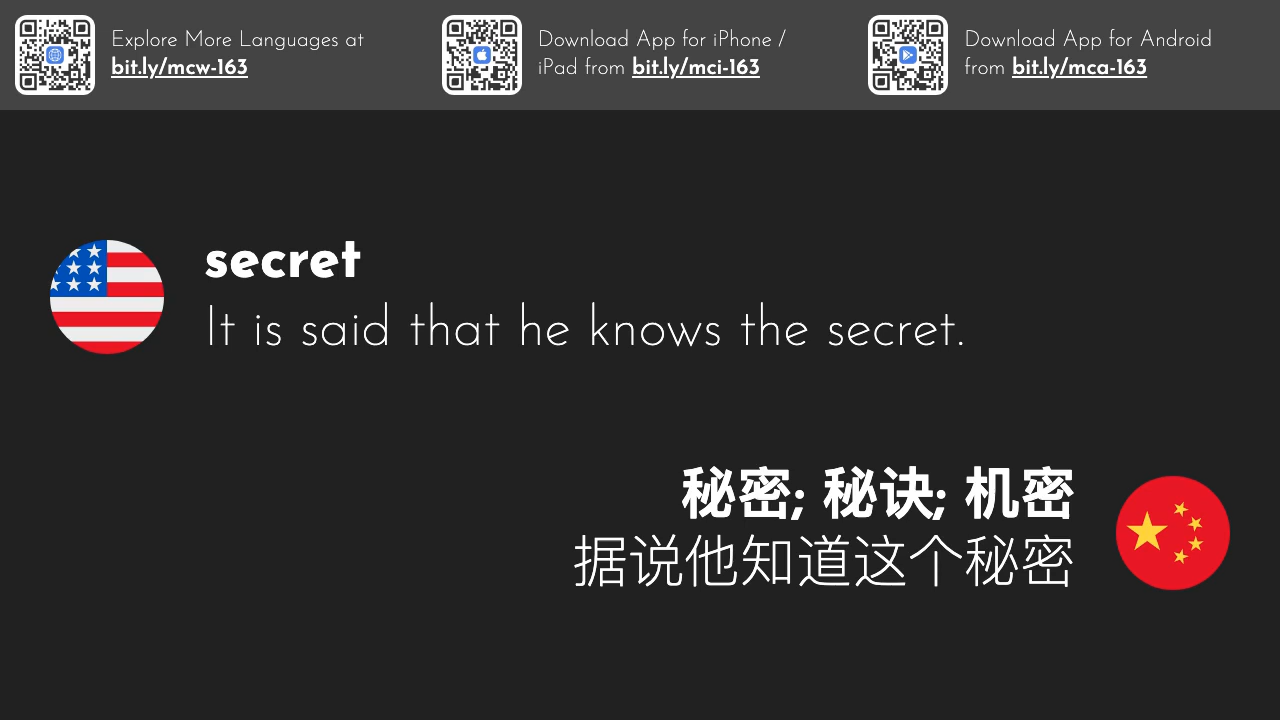 Explore More Languages at
bit.ly/mcw-163
Download App for iPhone /
iPad from bit.ly/mci-163
Download App for Android
from bit.ly/mca-163
secret
It is said that he knows the secret.
秘密; 秘诀; 机密
据说他知道这个秘密